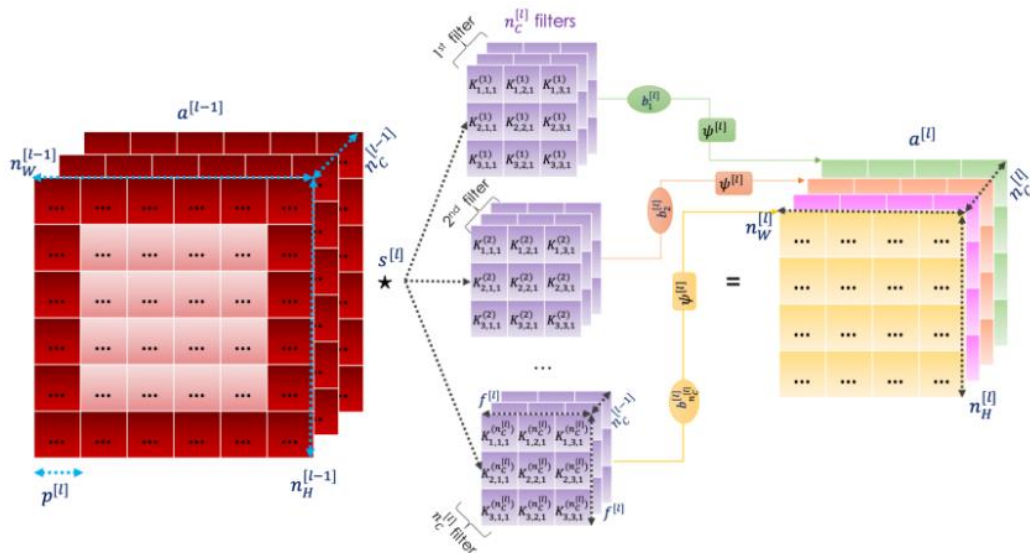 a^{[l-1]}
n_W^{[l-1]}
n_C^{[l-1]}
... ... ... ... ... ...
... ... ... ... ... ...
... ... ... ... ... ...
... ... ... ... ... ...
... ... ... ... ... ...
... ... ... ... ... ...
p^{[l]}
n_H^{[l-1]}
s^{[l]}
★
n_C^{[l]} filters
1st filter
K_{1,1,1}^{(1)} K_{1,2,1}^{(1)} K_{1,3,1}^{(1)}
K_{2,1,1}^{(1)} K_{2,2,1}^{(1)} K_{2,3,1}^{(1)}
K_{3,1,1}^{(1)} K_{3,2,1}^{(1)} K_{3,3,1}^{(1)}
b_1^{[l]}
ψ^{[l]}
2nd filter
K_{1,1,1}^{(2)} K_{1,2,1}^{(2)} K_{1,3,1}^{(2)}
K_{2,1,1}^{(2)} K_{2,2,1}^{(2)} K_{2,3,1}^{(2)}
K_{3,1,1}^{(2)} K_{3,2,1}^{(2)} K_{3,3,1}^{(2)}
b_2^{[l]}
ψ^{[l]}
...
f^{[l]}
n_C^{[l-1]}
K_{1,1,1}^{(n_C^{[l]})} K_{1,2,1}^{(n_C^{[l]})} K_{1,3,1}^{(n_C^{[l]})}
K_{2,1,1}^{(n_C^{[l]})} K_{2,2,1}^{(n_C^{[l]})} K_{2,3,1}^{(n_C^{[l]})}
K_{3,1,1}^{(n_C^{[l]})} K_{3,2,1}^{(n_C^{[l]})} K_{3,3,1}^{(n_C^{[l]})}
f^{[l]}
n_C^{[l]} filter
b_{n_C^{[l]}}^{[l]}
ψ^{[l]}
=
a^{[l]}
n_W^{[l]}
n_C^{[l]}
... ... ... ...
... ... ... ...
... ... ... ...
... ... ... ...
n_H^{[l]}